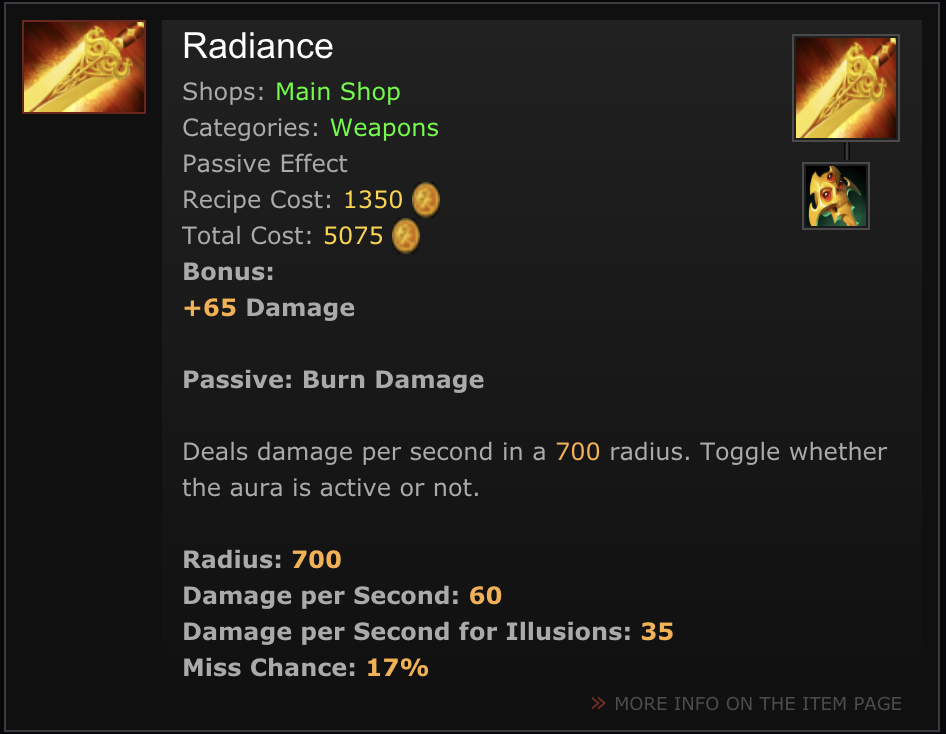 Radiance
Shops: Main Shop
Categories: Weapons
Passive Effect
Recipe Cost: 1350
Total Cost: 5075
Bonus:
+65 Damage
Passive: Burn Damage
Deals damage per second in a 700 radius. Toggle whether
the aura is active or not.
Radius: 700
Damage per Second: 60
Damage per Second for Illusions: 35
Miss Chance: 17%
» MORE INFO ON THE ITEM PAGE